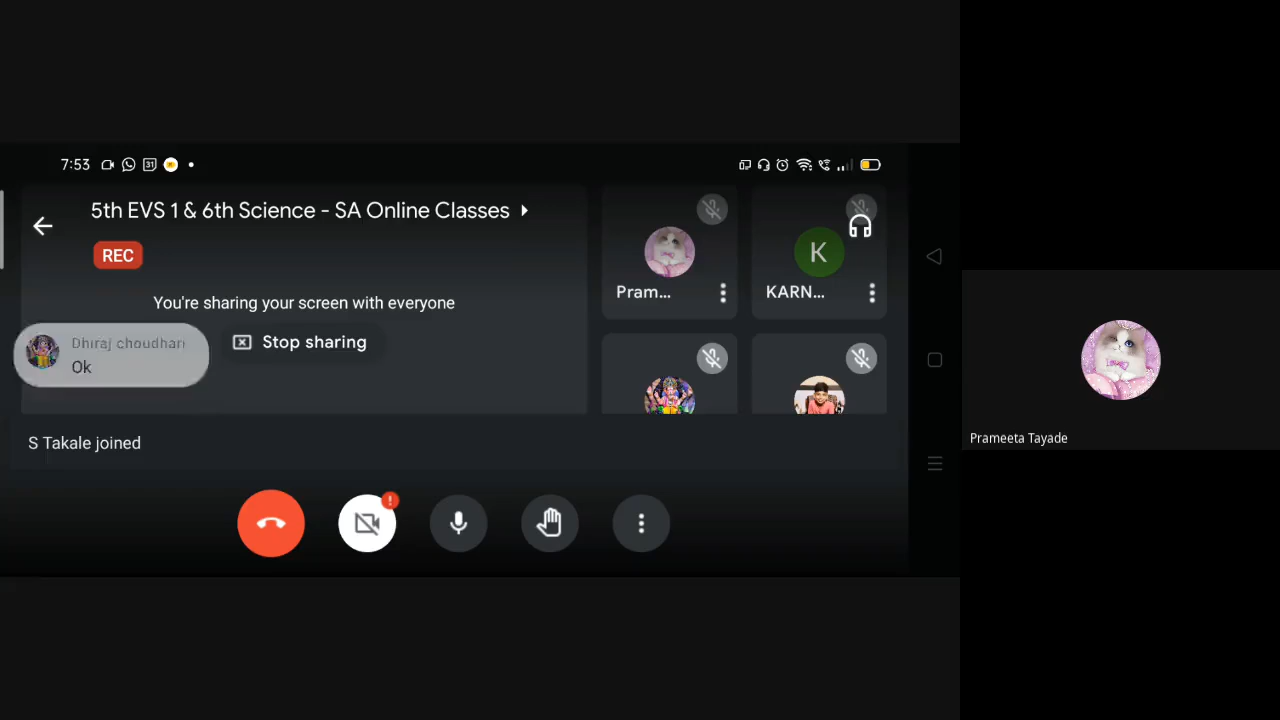 7:53
31
5th EVS 1 & 6th Science - SA Online Classes
REC
You're sharing your screen with everyone
Dhiraj choudhari
Ok
Stop sharing
Pram...
K
KARN...
S Takale joined
!
Prameeta Tayade